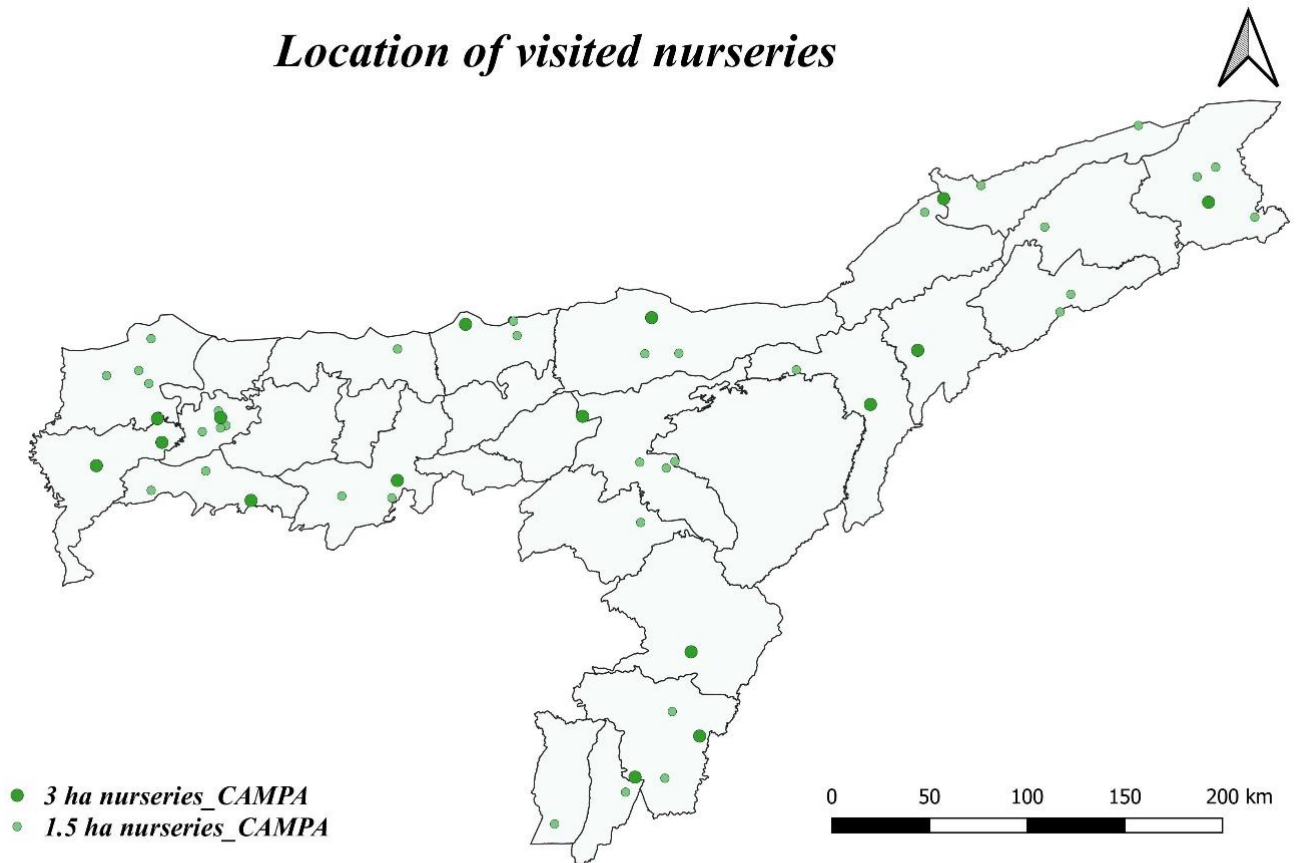 Location of visited nurseries
3 ha nurseries_CAMPA
1.5 ha nurseries_CAMPA
0 50 100 150 200 km